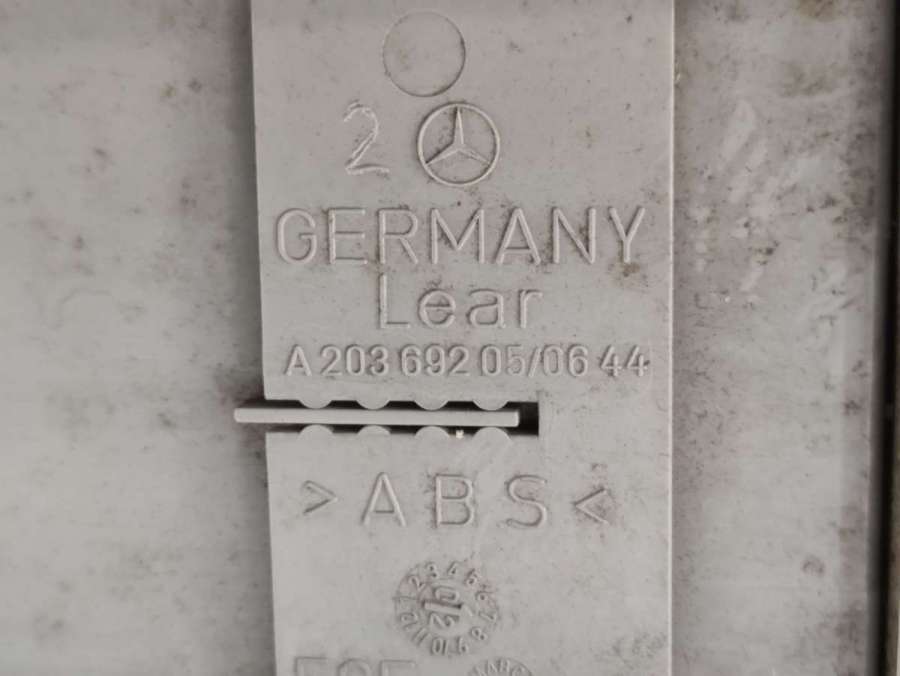 2
GERMANY
Lear
A 203 692 05/06 44
>ABS<